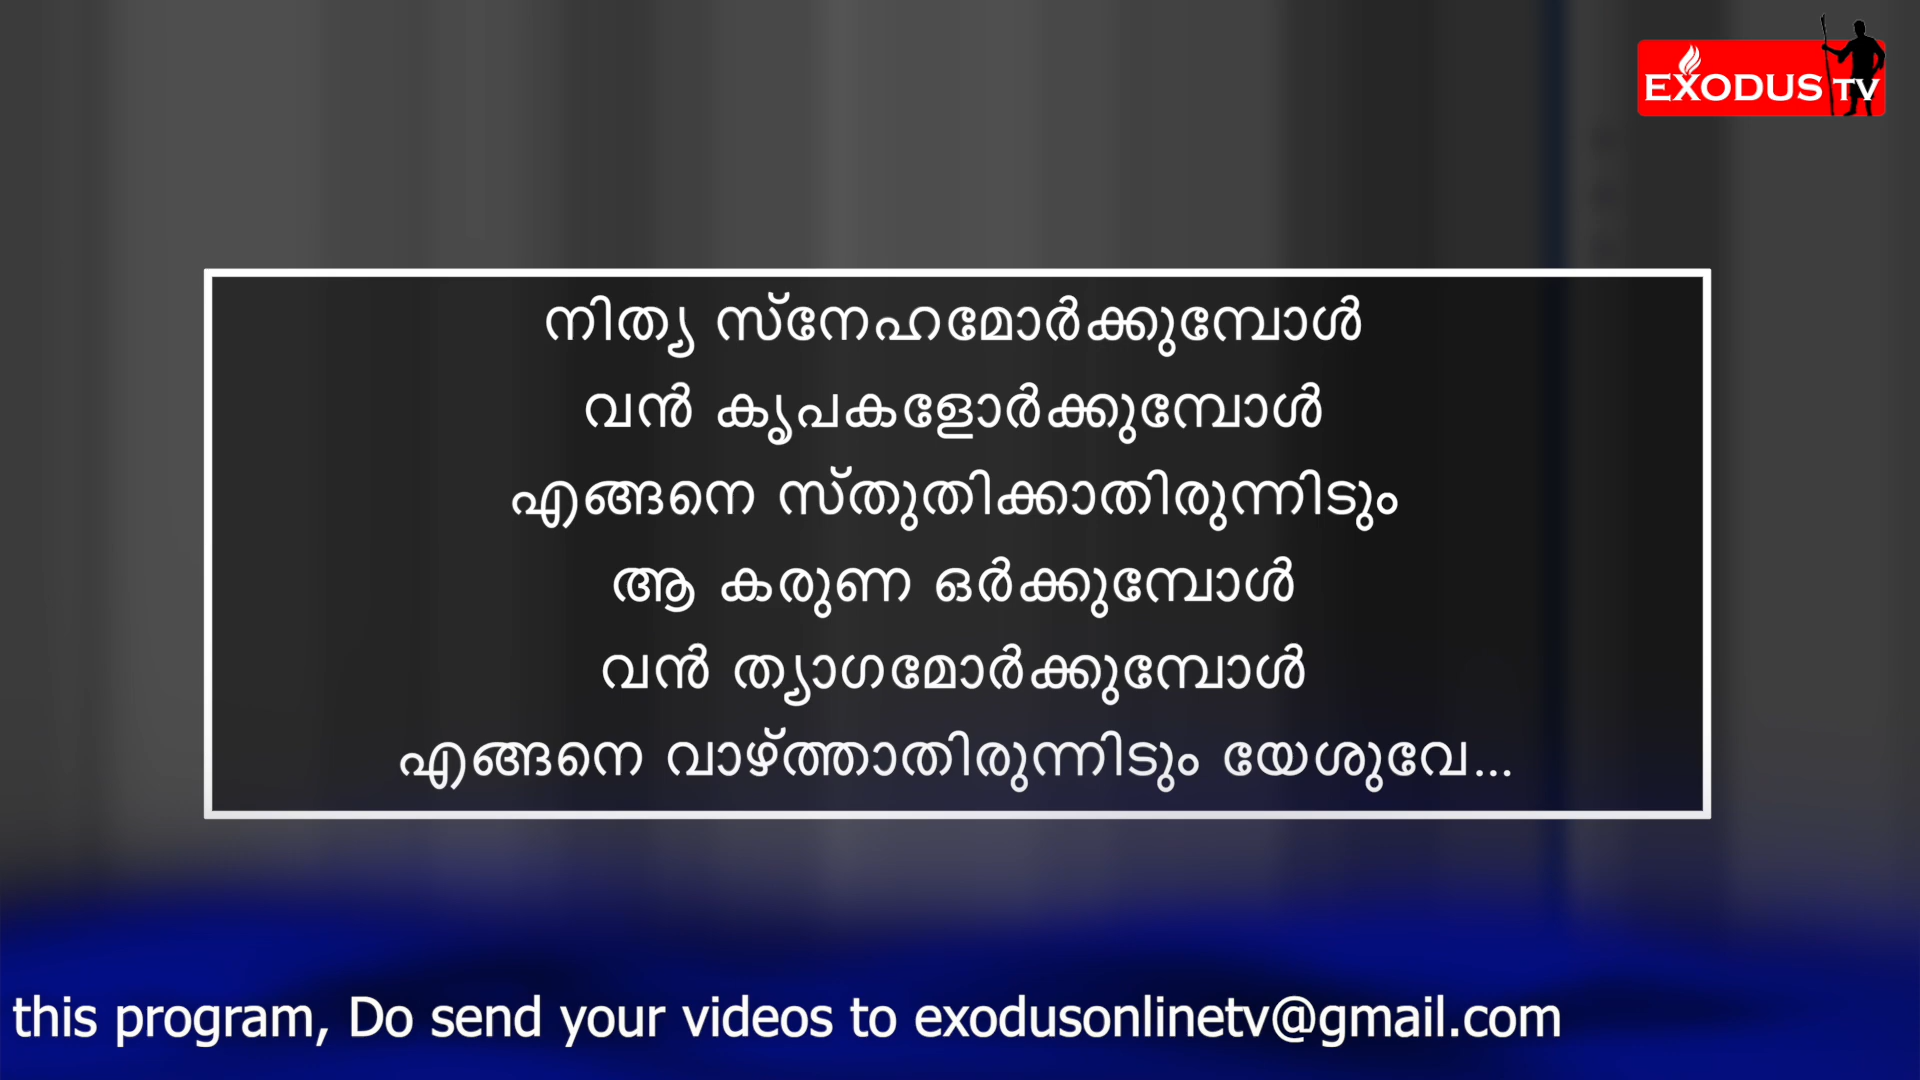 EXODUS TV
നിത്യ സ്നേഹമോർക്കുമ്പോൾ
വൻ കൃപകളോർക്കുമ്പോൾ
എങ്ങനെ സ്തുതിക്കാതിരുന്നിടും
ആ കരുണ ഒർക്കുമ്പോൾ
വൻ ത്യാഗമോർക്കുമ്പോൾ
എങ്ങനെ വാഴ്ത്താതിരുന്നിടും യേശുവേ...
this program, Do send your videos to exodusonlinetv@gmail.com